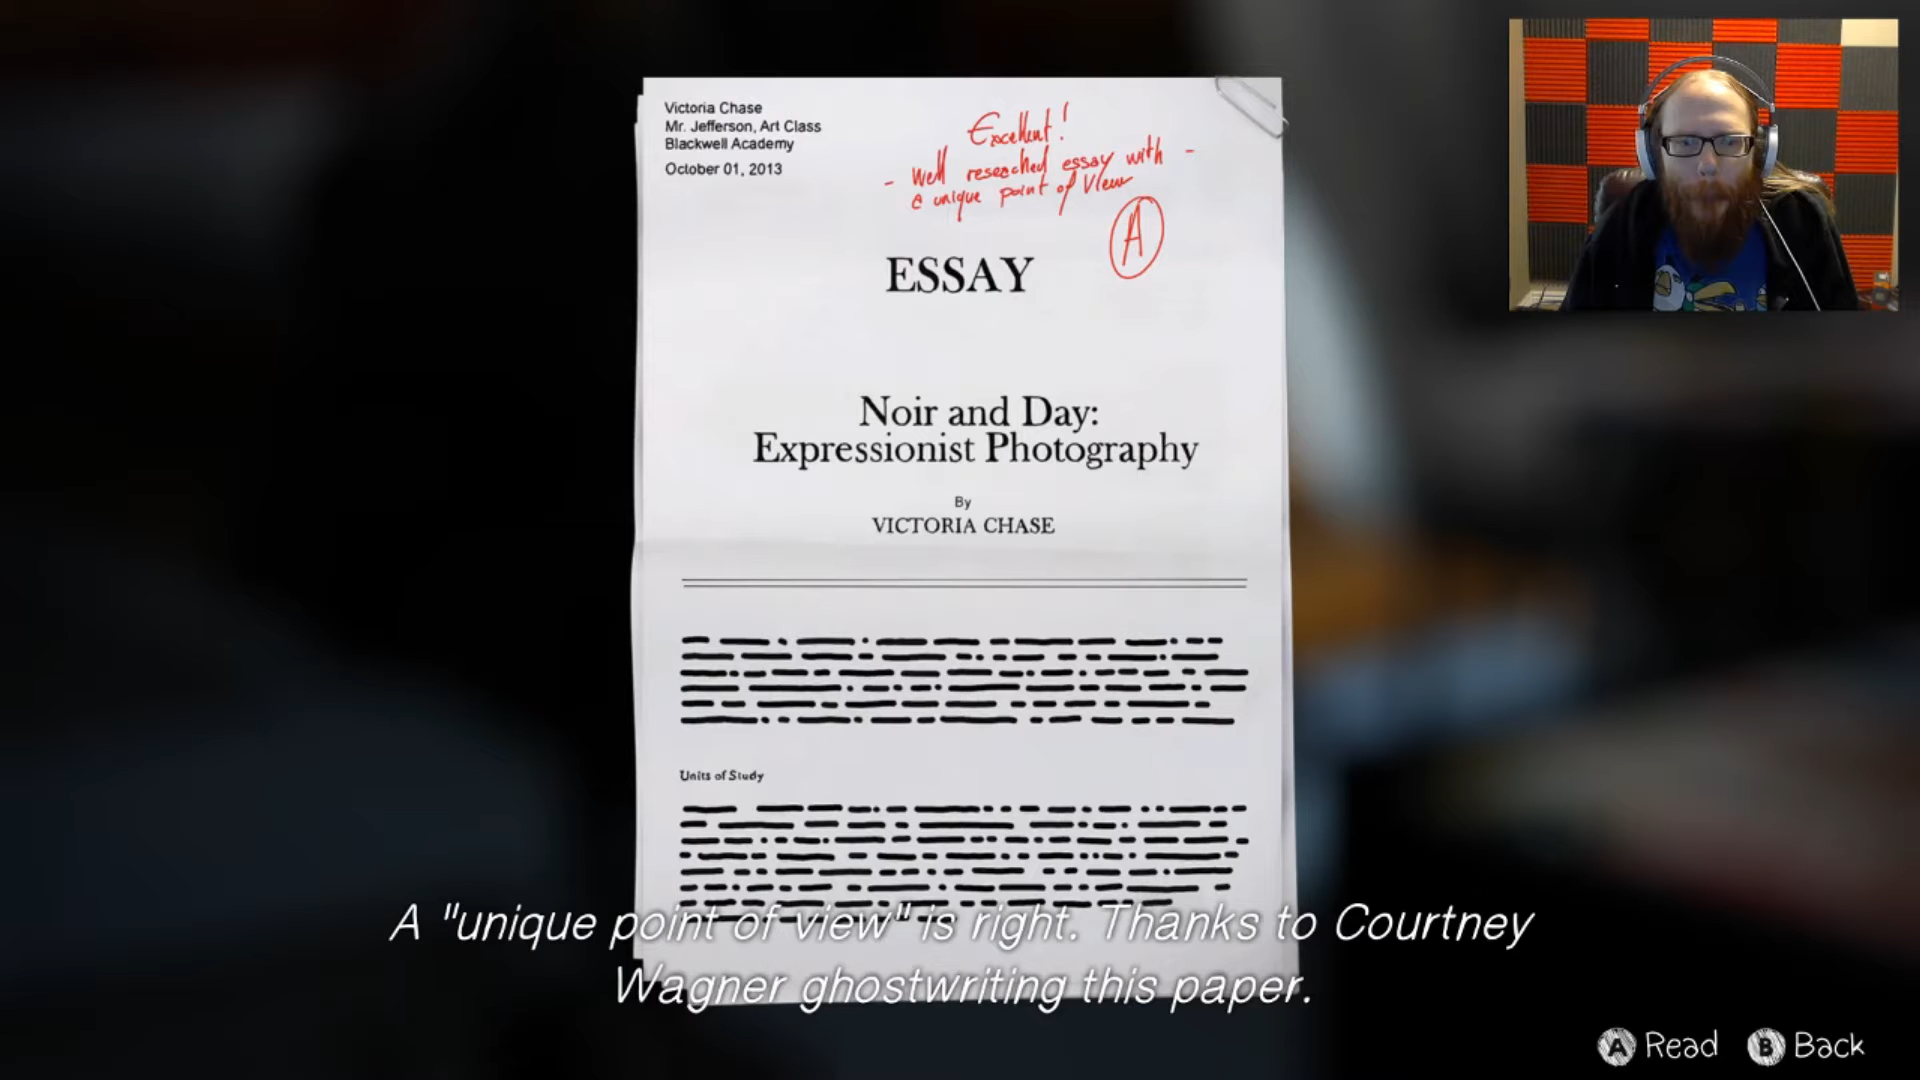 Victoria Chase
Mr. Jefferson, Art Class
Blackwell Academy
October 01, 2013
Excellent!
- Well reseached essay with -
a unique point of View
A
ESSAY
Noir and Day:
Expressionist Photography
By
VICTORIA CHASE
Units of Study
A "unique point of view" is right. Thanks to Courtney
Wagner ghostwriting this paper.
A Read B Back